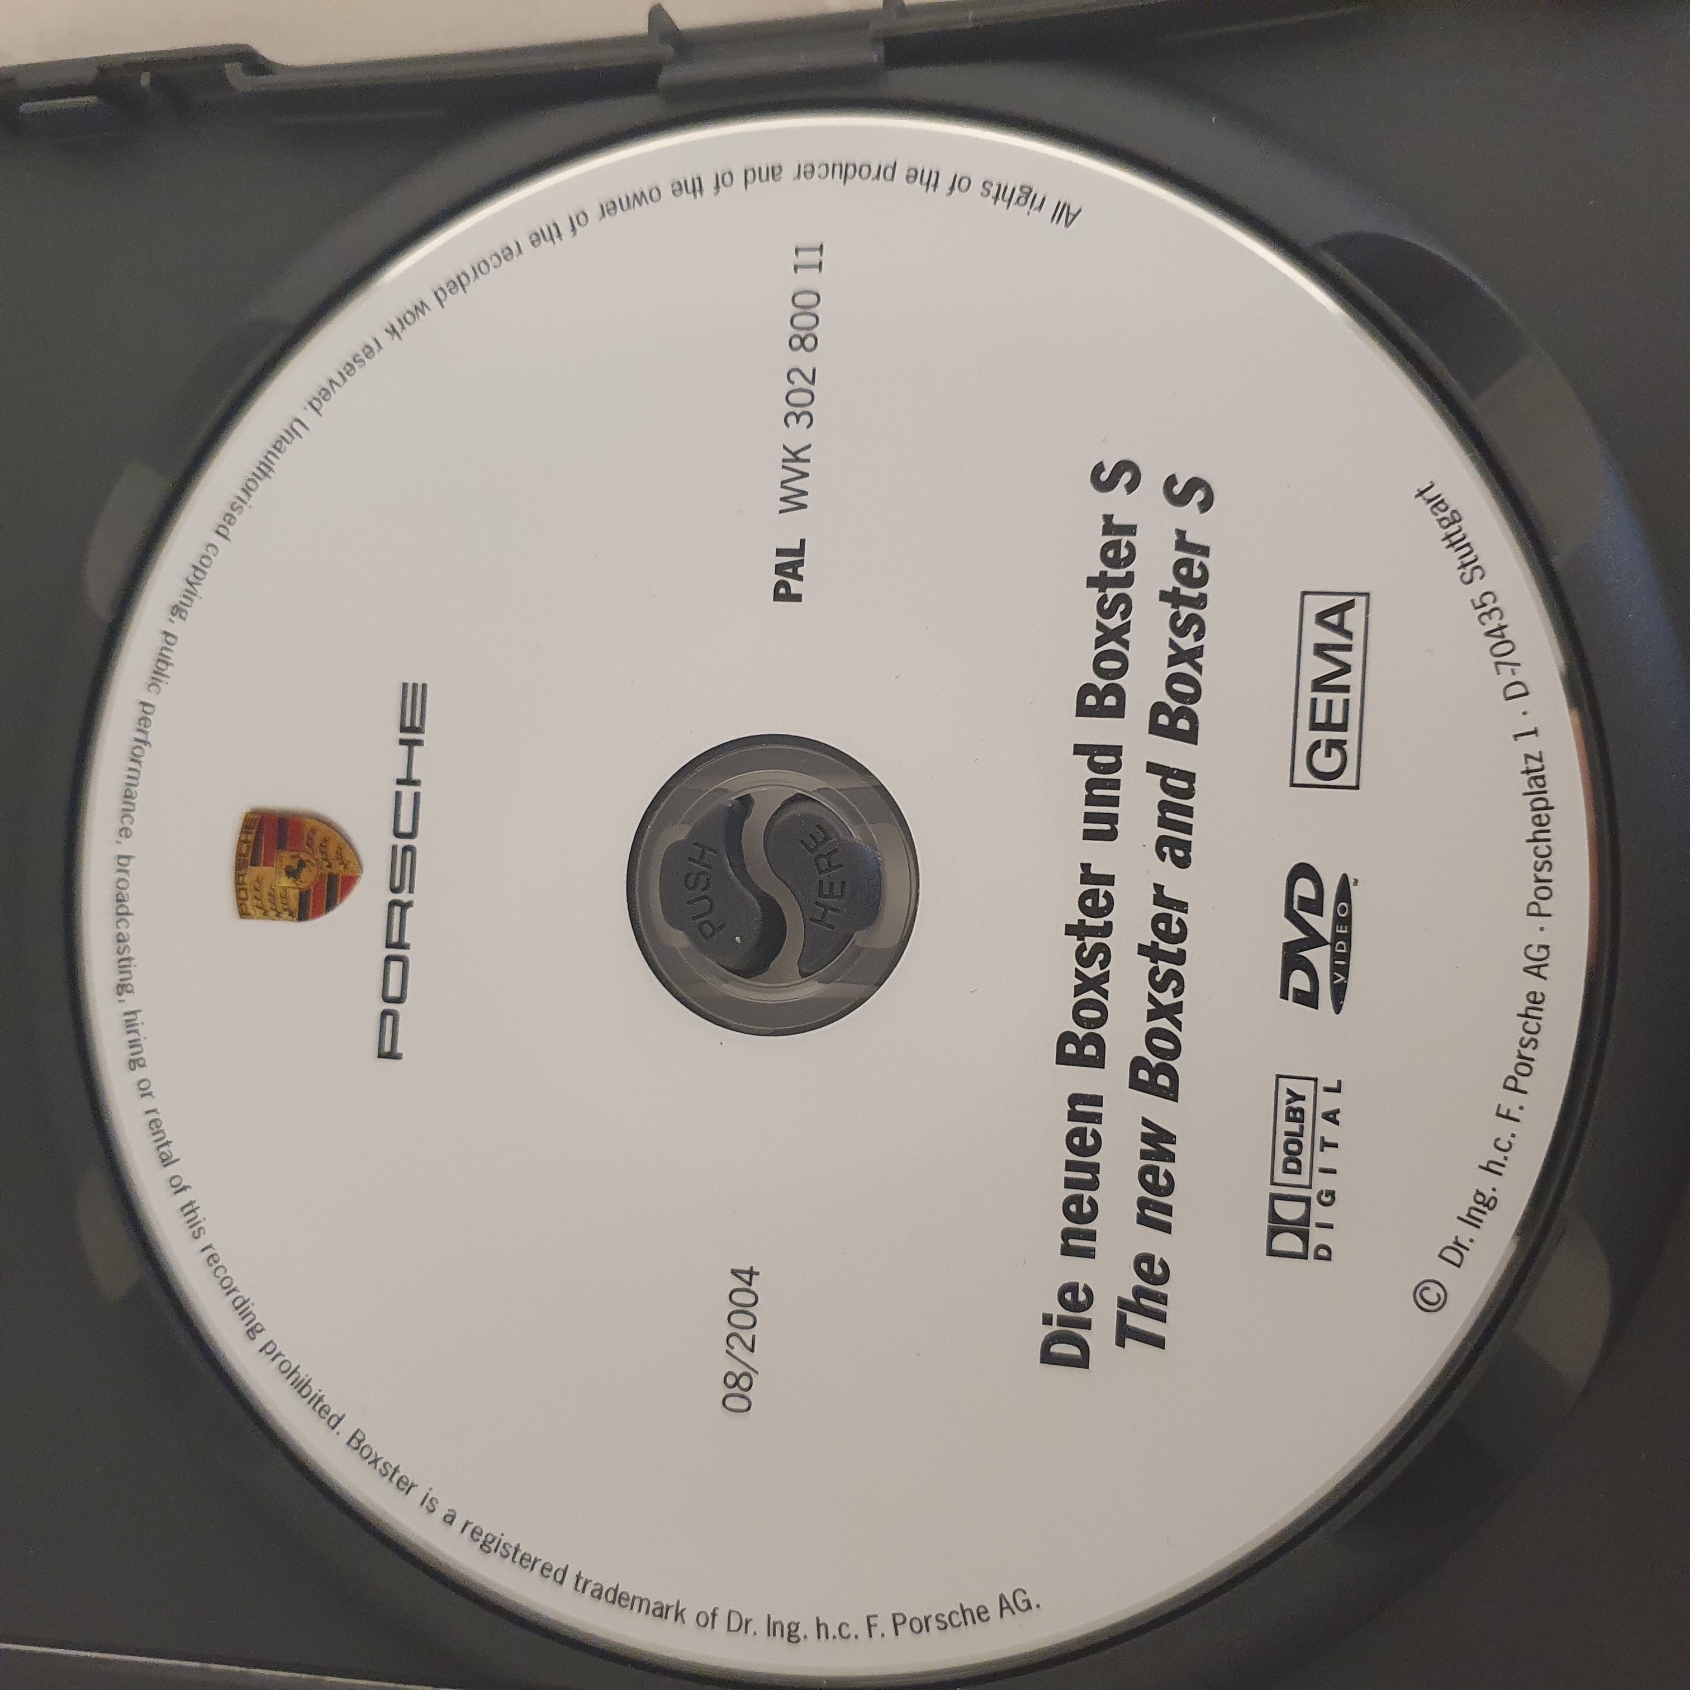 PORSCHE
PORSCHE
08/2004
PAL WVK 302 800 11
PUSH
HERE
Die neuen Boxster und Boxster S
The new Boxster and Boxster S
DOLBY
DIGITAL
DVD
VIDEO™
GEMA
© Dr. Ing. h.c. F. Porsche AG · Porscheplatz 1 · D-70435 Stuttgart
All rights of the producer and of the owner of the recorded work reserved. Unauthorised copying, public performance, broadcasting, hiring or rental of this recording prohibited. Boxster is a registered trademark of Dr. Ing. h.c. F. Porsche AG.